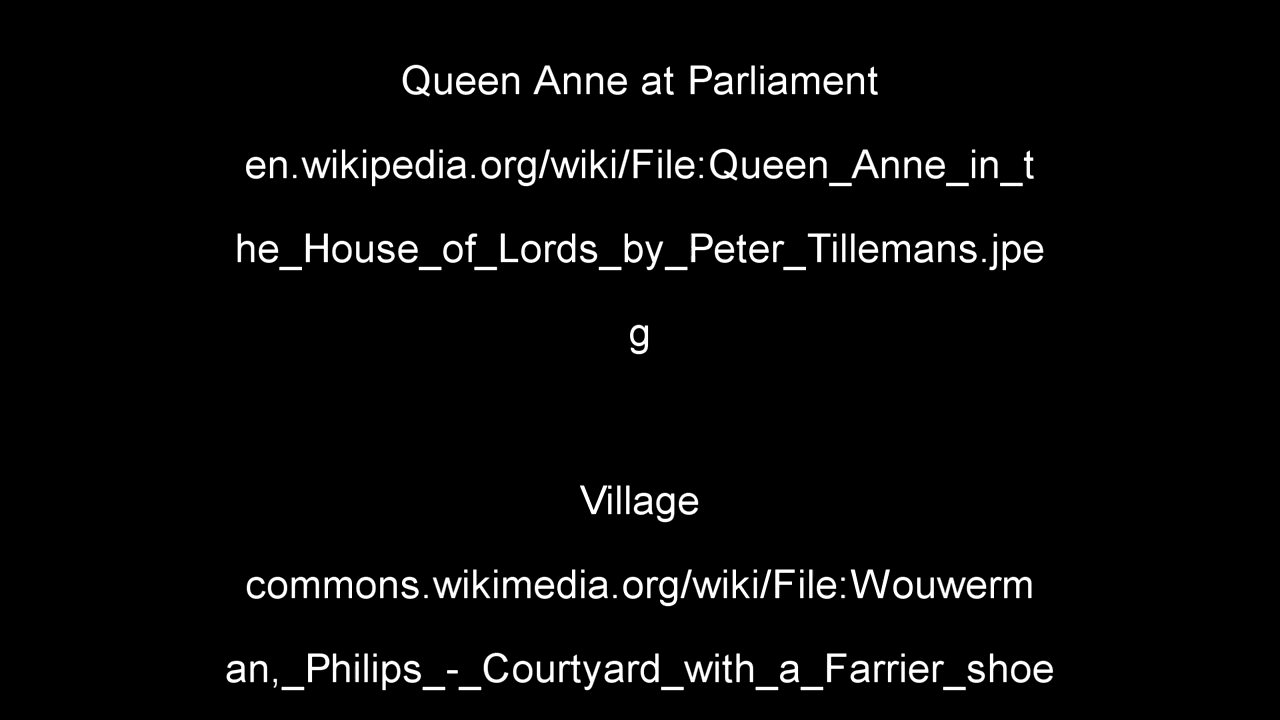 Queen Anne at Parliament
en.wikipedia.org/wiki/File:Queen_Anne_in_t
he_House_of_Lords_by_Peter_Tillemans.jpe
g
Village
commons.wikimedia.org/wiki/File:Wouwerm
an,_Philips_-_Courtyard_with_a_Farrier_shoe